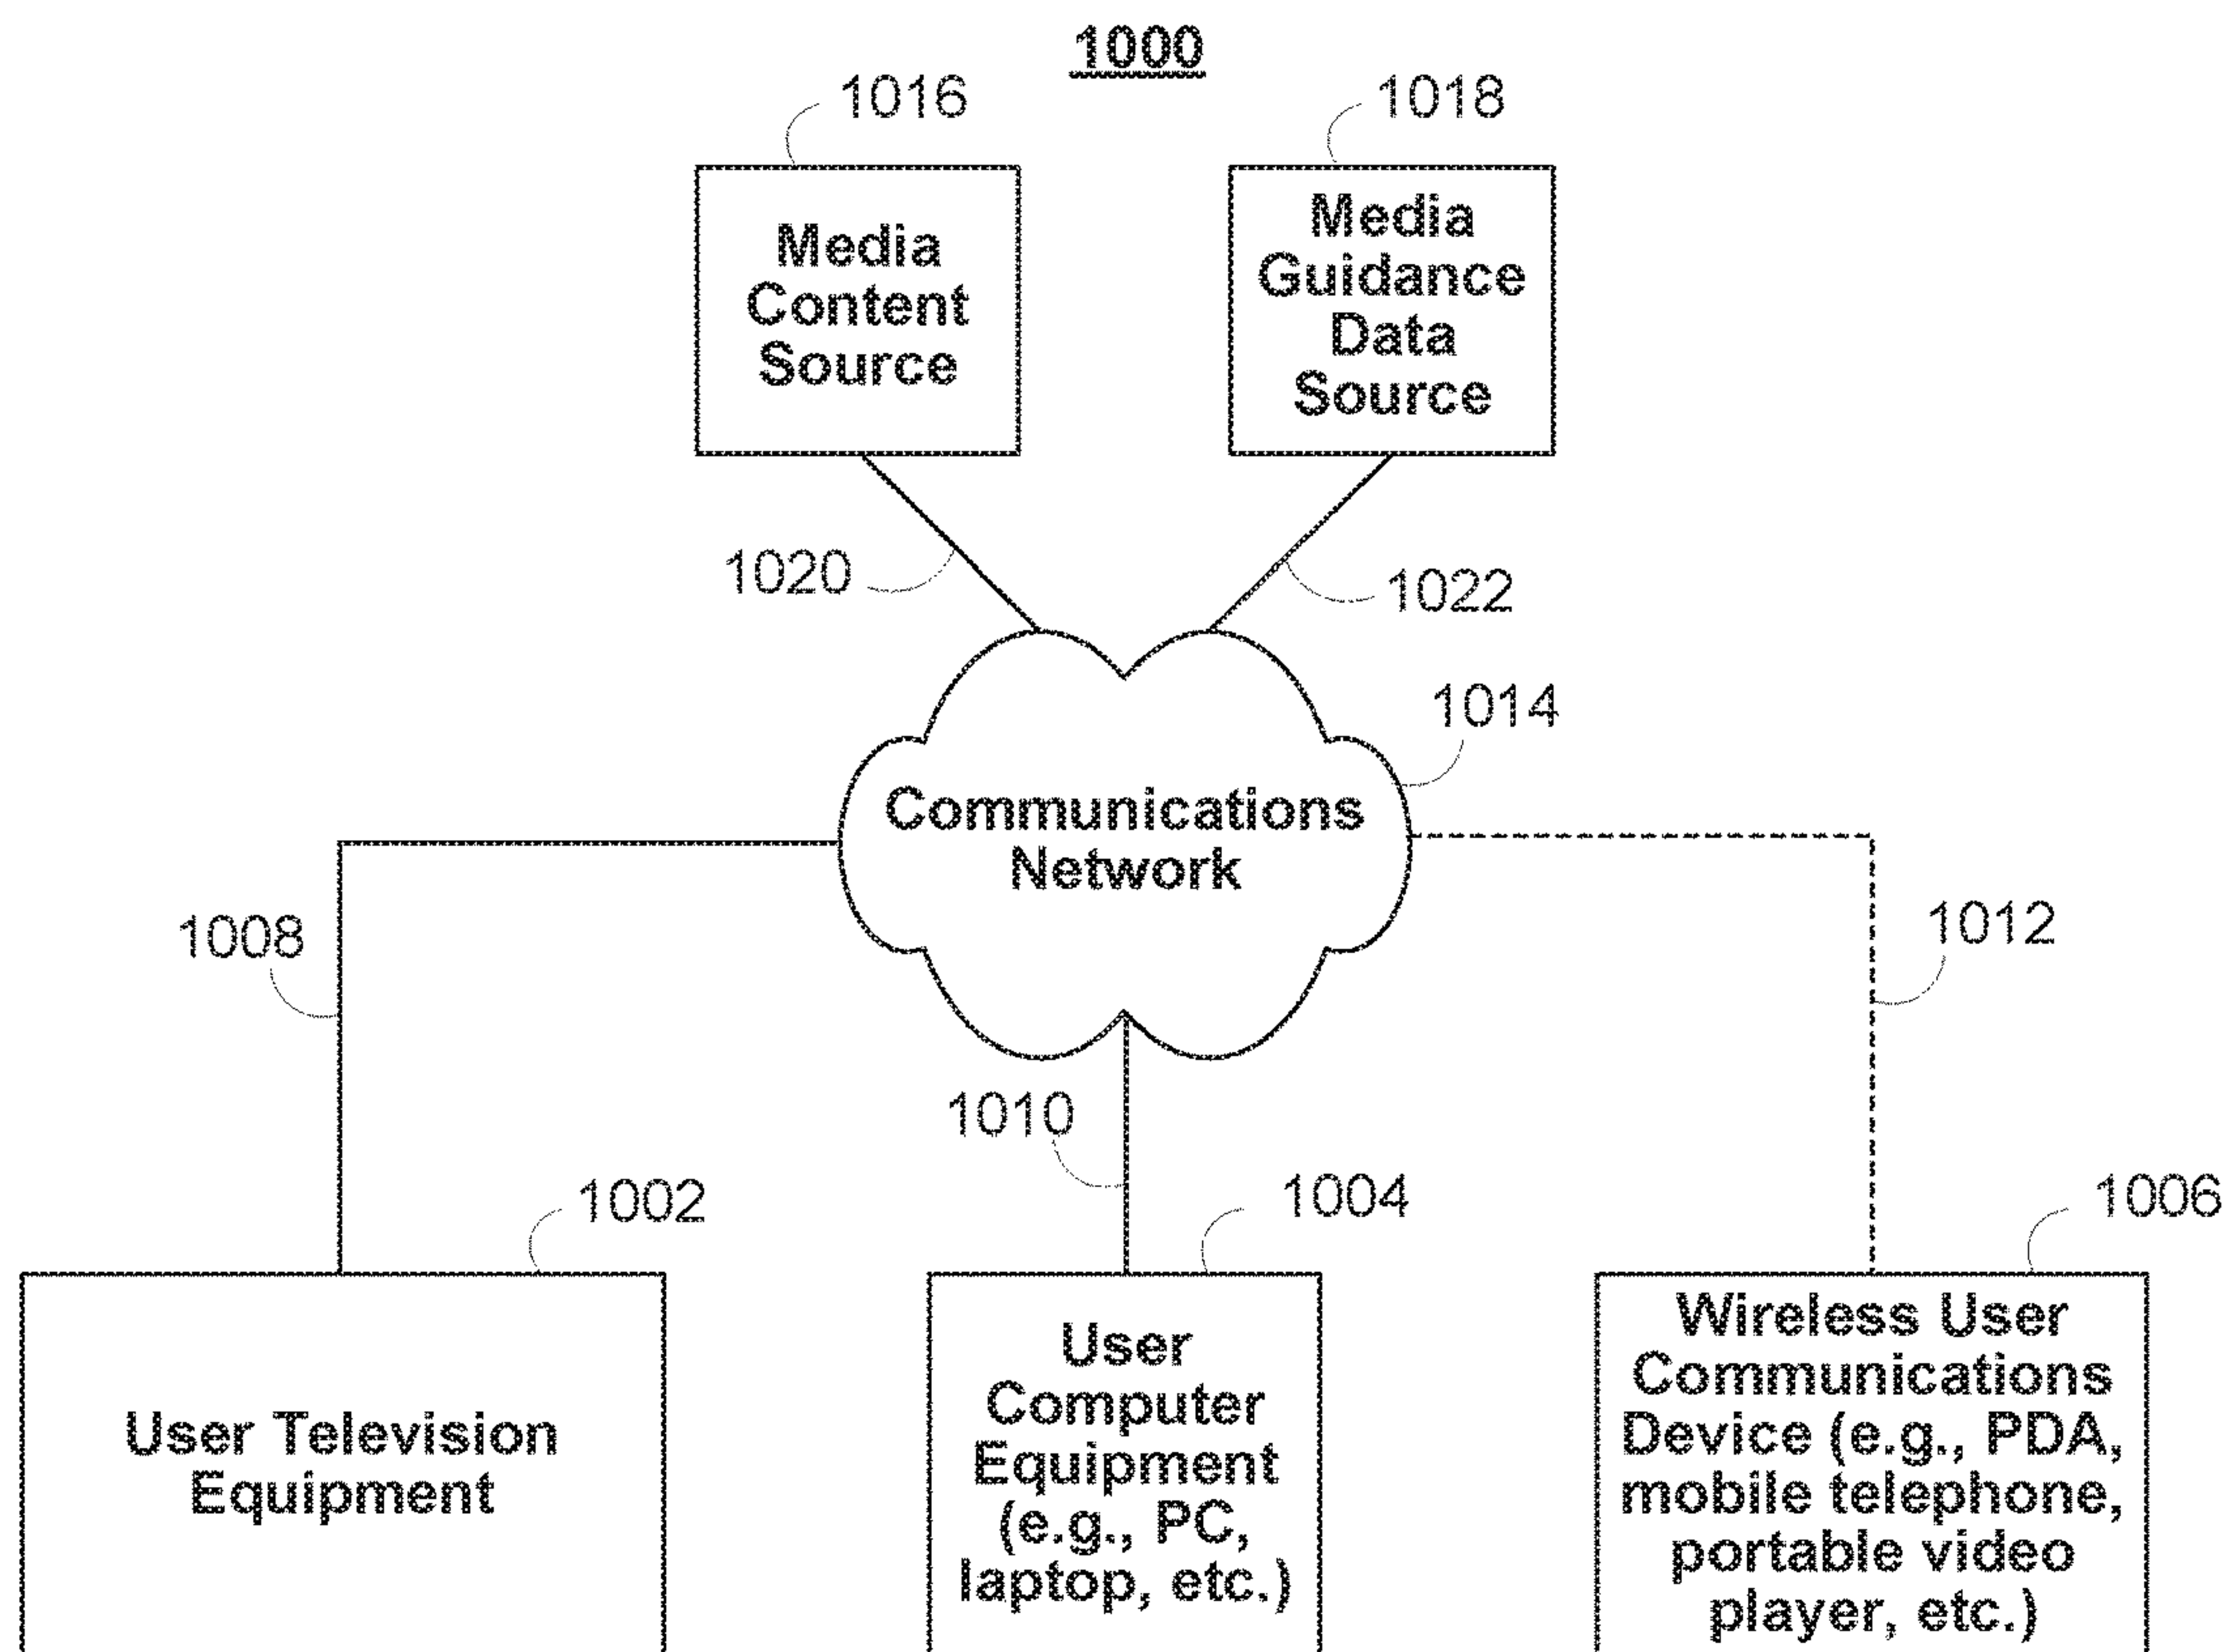 1000
1016
1018
Media
Content
Source
Media
Guidance
Data
Source
1020
1022
1014
Communications
Network
1008
1012
1010
1002
1004
1006
User Television
Equipment
User
Computer
Equipment
(e.g., PC,
laptop, etc.)
Wireless User
Communications
Device (e.g., PDA,
mobile telephone,
portable video
player, etc.)